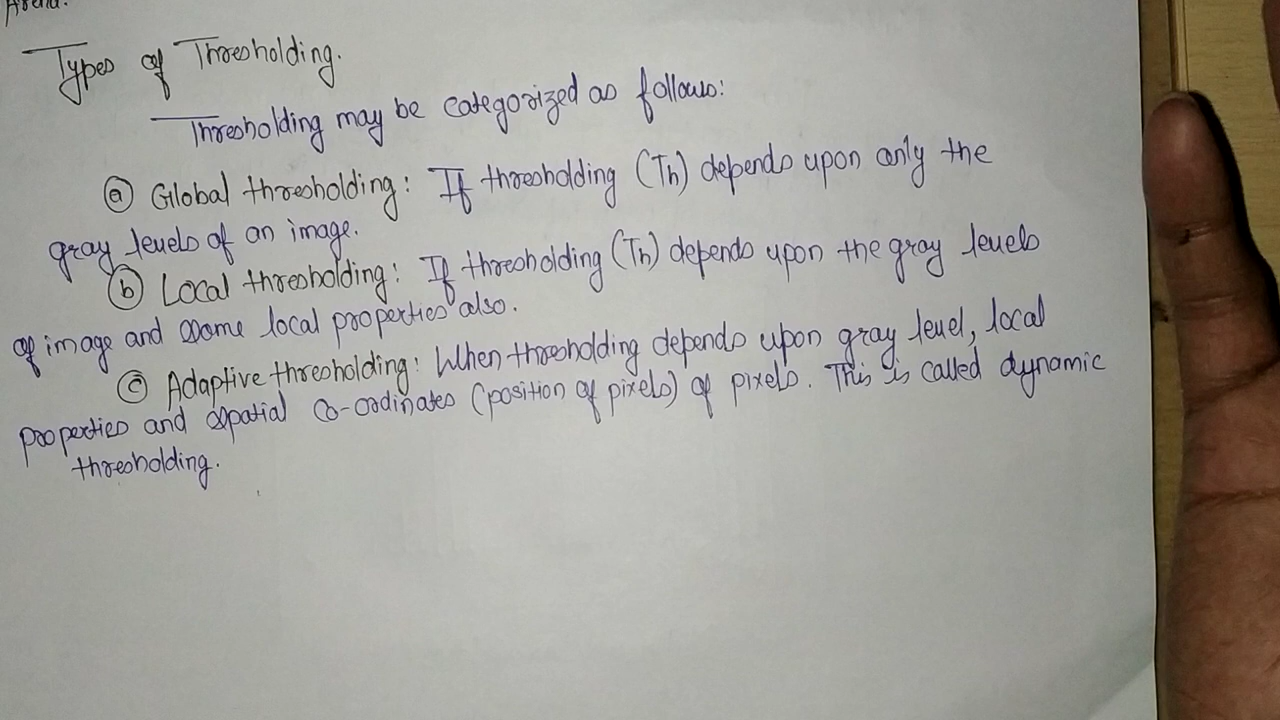 Types of Thresholding.
Thresholding may be categorized as follows:
(a) Global thresholding: If thresholding (Th) depends upon only the
gray levels of an image.
(b) Local thresholding: If thresholding (Th) depends upon the gray levels
of image and some local properties also.
(c) Adaptive thresholding: When thresholding depends upon gray level, local
properties and spatial co-ordinates (position of pixels) of pixels. This is called dynamic
thresholding.